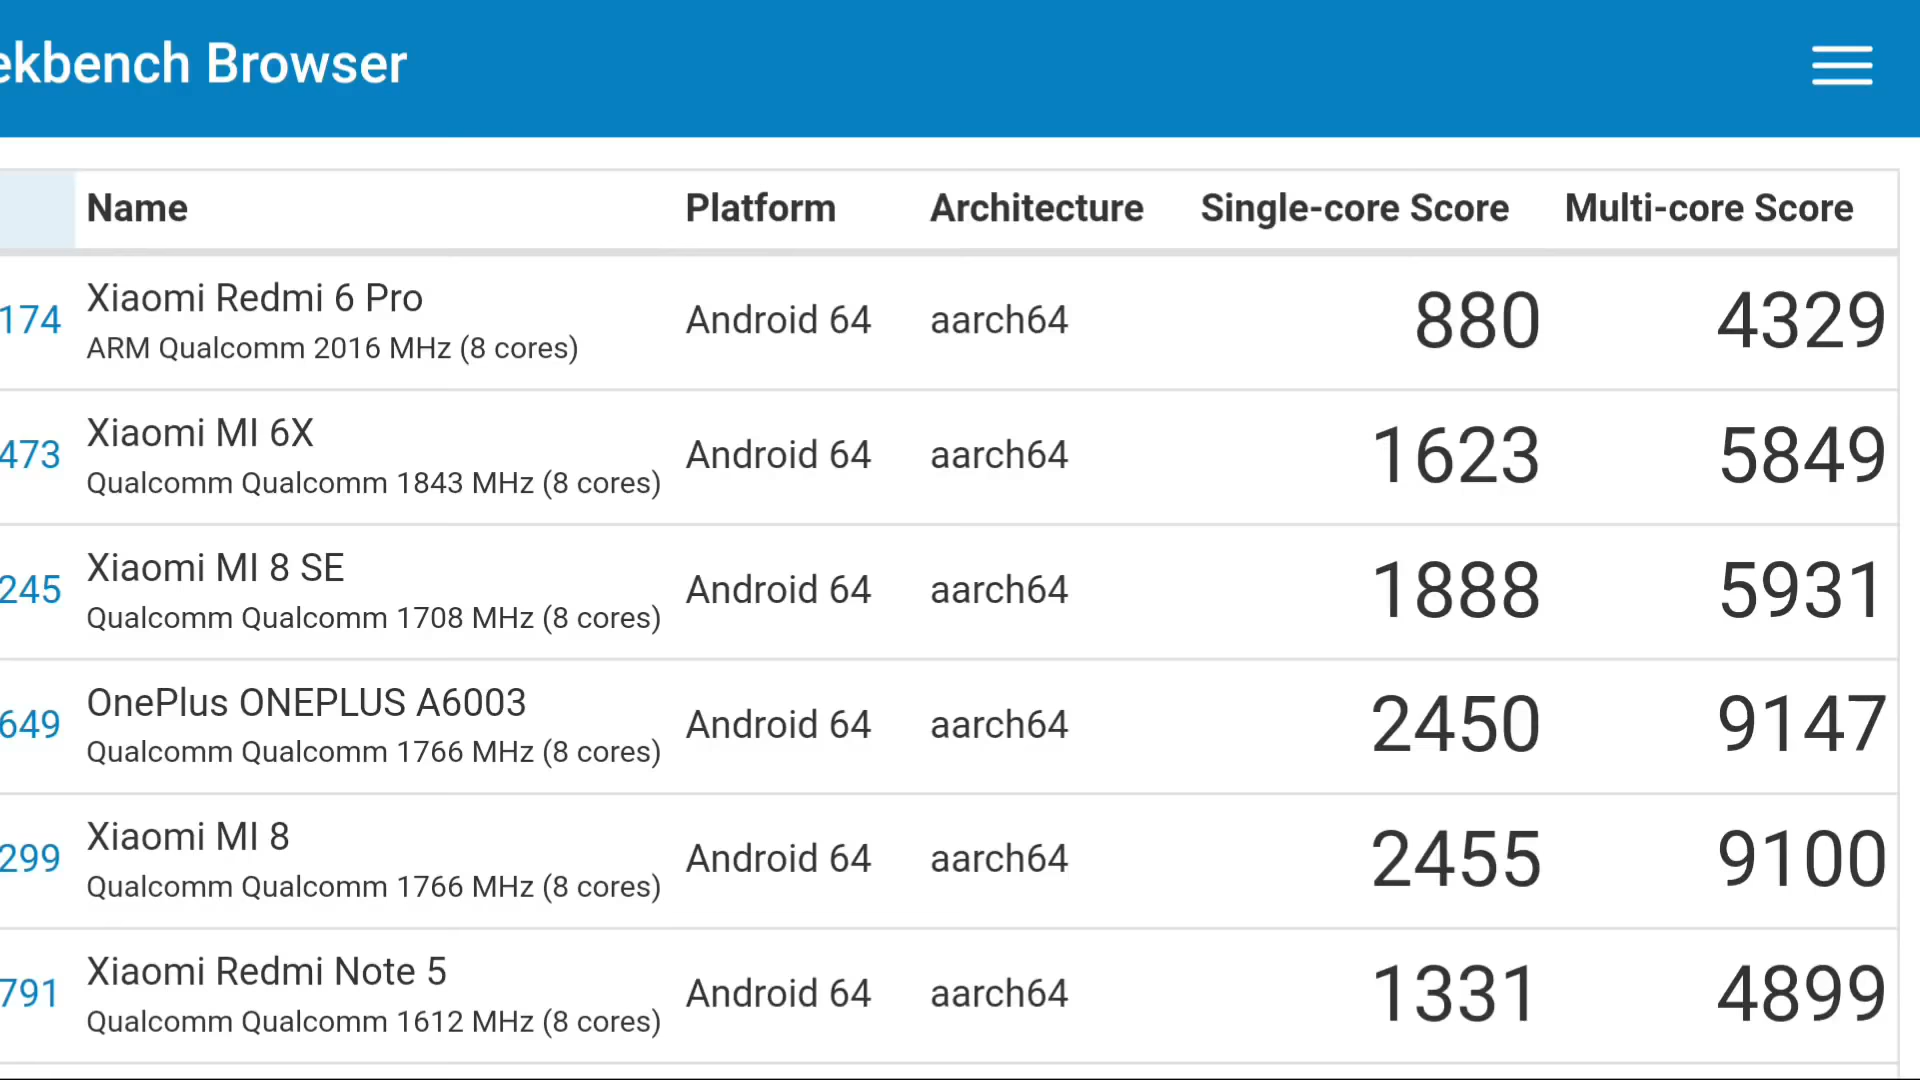 ekbench Browser
Name Platform Architecture Single-core Score Multi-core Score
174 Xiaomi Redmi 6 Pro Android 64 aarch64 880 4329
ARM Qualcomm 2016 MHz (8 cores)
473 Xiaomi MI 6X Android 64 aarch64 1623 5849
Qualcomm Qualcomm 1843 MHz (8 cores)
245 Xiaomi MI 8 SE Android 64 aarch64 1888 5931
Qualcomm Qualcomm 1708 MHz (8 cores)
649 OnePlus ONEPLUS A6003 Android 64 aarch64 2450 9147
Qualcomm Qualcomm 1766 MHz (8 cores)
299 Xiaomi MI 8 Android 64 aarch64 2455 9100
Qualcomm Qualcomm 1766 MHz (8 cores)
791 Xiaomi Redmi Note 5 Android 64 aarch64 1331 4899
Qualcomm Qualcomm 1612 MHz (8 cores)